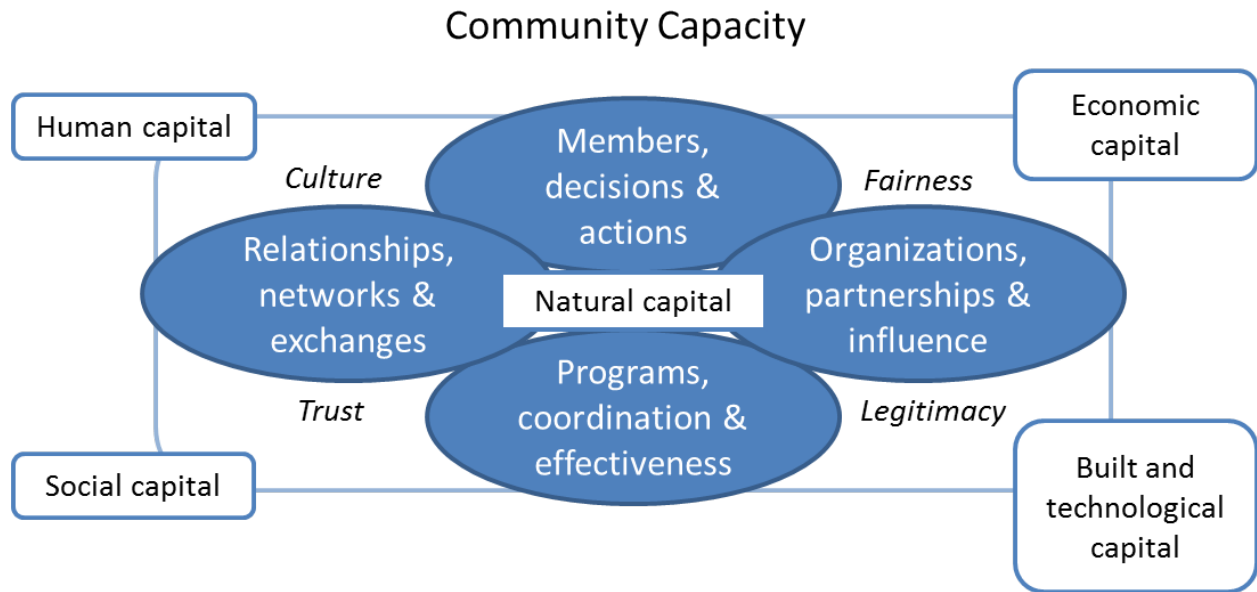 Community Capacity
Human capital
Economic
capital
Members,
decisions &
actions
Culture
Fairness
Relationships,
networks &
exchanges
Natural capital
Organizations,
partnerships &
influence
Trust
Legitimacy
Programs,
coordination &
effectiveness
Social capital
Built and
technological
capital